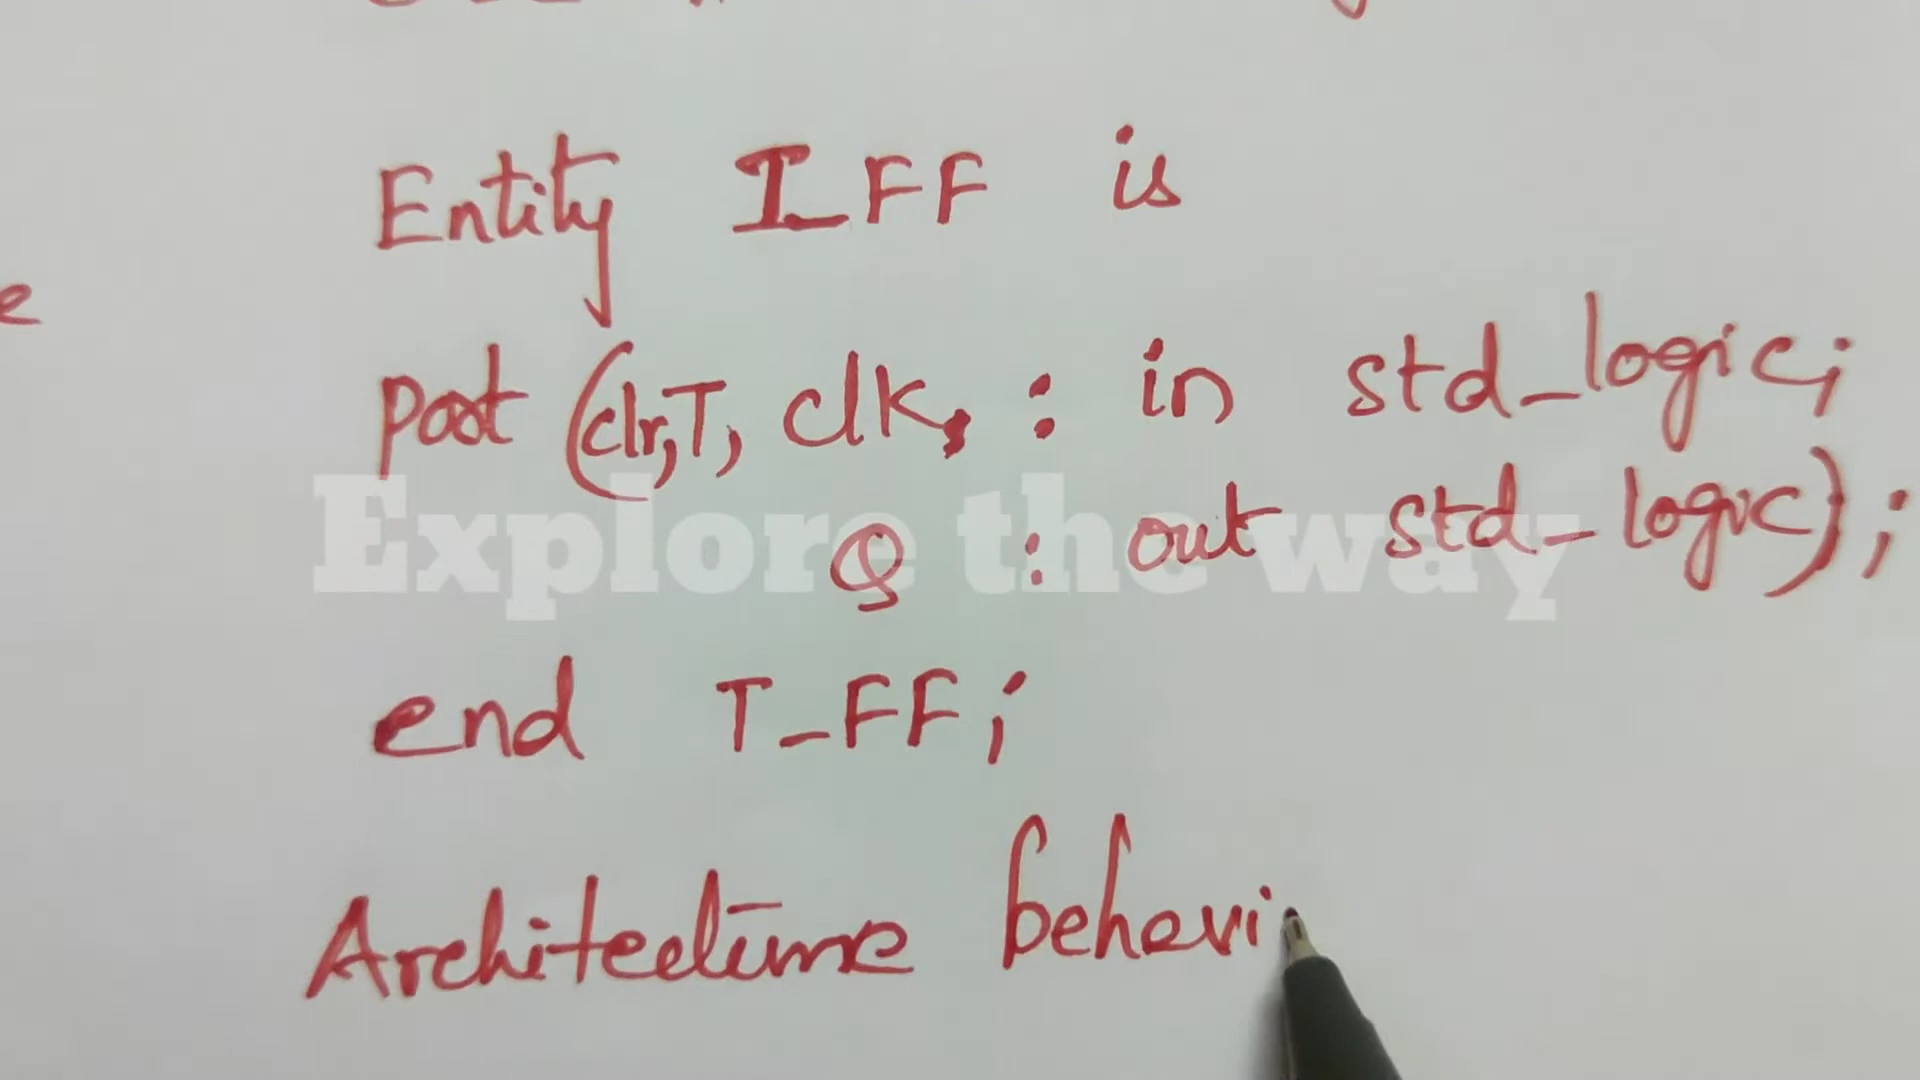 Entity T_FF is
port (clr, T, clk, : in std_logic;
Q : out std_logic);
end T_FF;
Architecture behavi
Explore the way